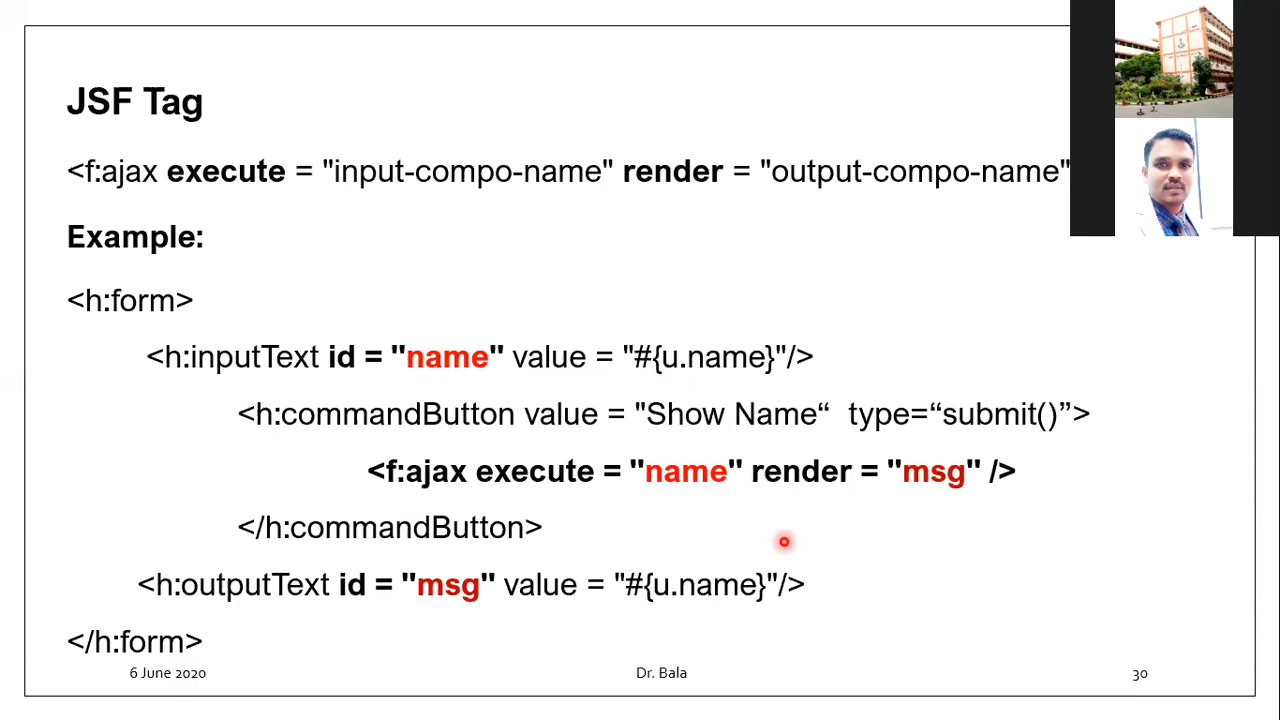 JSF Tag
<f:ajax execute = "input-compo-name" render = "output-compo-name"
Example:
<h:form>
<h:inputText id = "name" value = "#{u.name}"/>
<h:commandButton value = "Show Name“  type=“submit()”>
<f:ajax execute = "name" render = "msg" />
</h:commandButton>
<h:outputText id = "msg" value = "#{u.name}"/>
</h:form>
6 June 2020
Dr. Bala
30